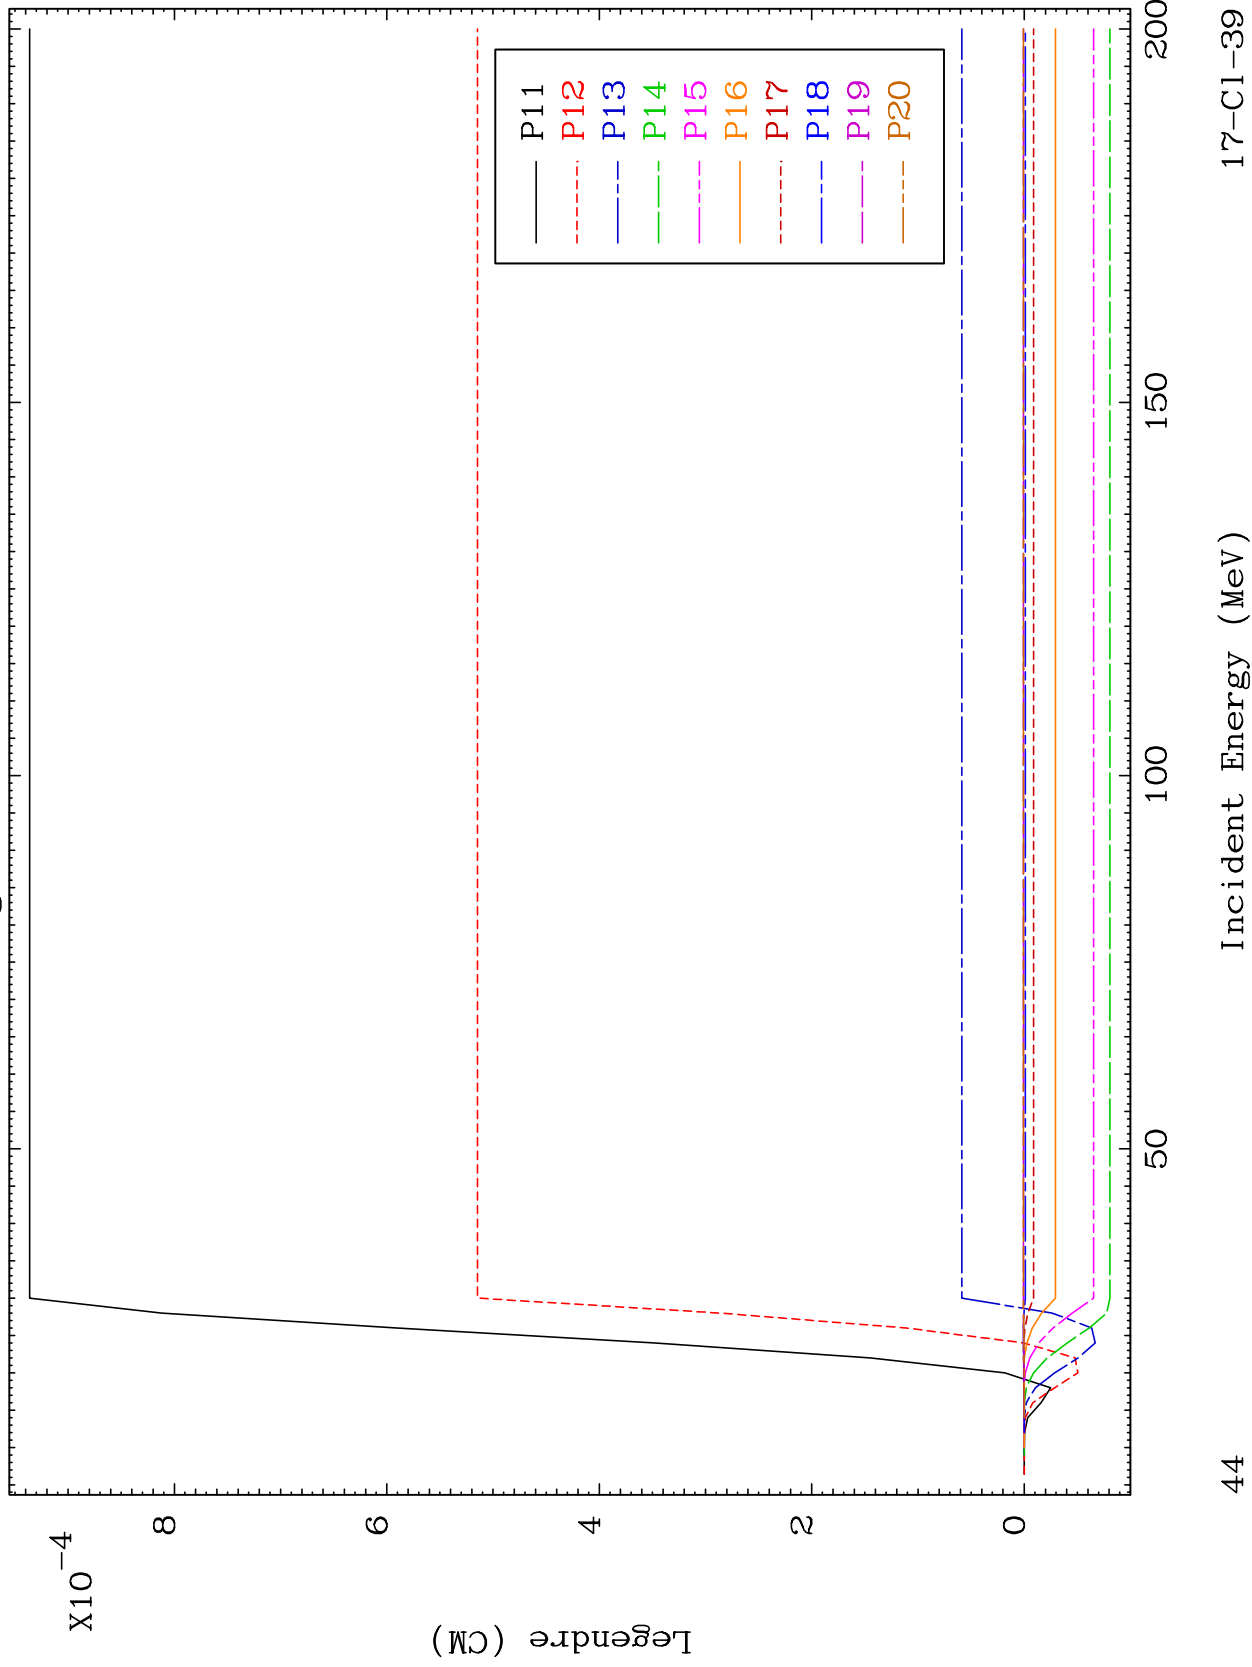 X10-4
8
6
4
2
0
Legendre (CM)
P11
P12
P13
P14
P15
P16
P17
P18
P19
P20
50
100
150
200
44
Incident Energy (MeV)
17-Cl-39